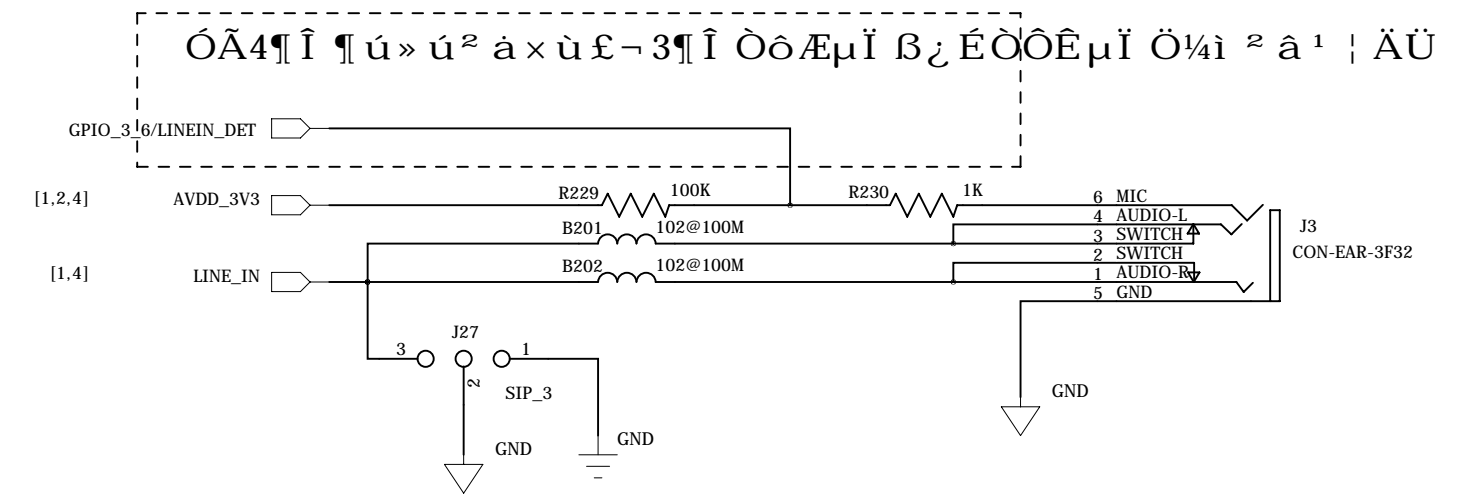 ÓÃ4¶Î ¶ú»ú²å×ù£¬3¶Î ÒôÆµÏ ß¿ÉÒÔÊµÏ Ö¼ì ²â¹ ¦ ÄÜ
GPIO_3_6/LINEIN_DET
[1,2,4] AVDD_3V3 R229 100K R230 1K 6 MIC
4 AUDIO-L
B201 102@100M 3 SWITCH J3
2 SWITCH CON-EAR-3F32
[1,4] LINE_IN B202 102@100M 1 AUDIO-R
5 GND
J27
3 1
2 SIP_3 GND
GND GND